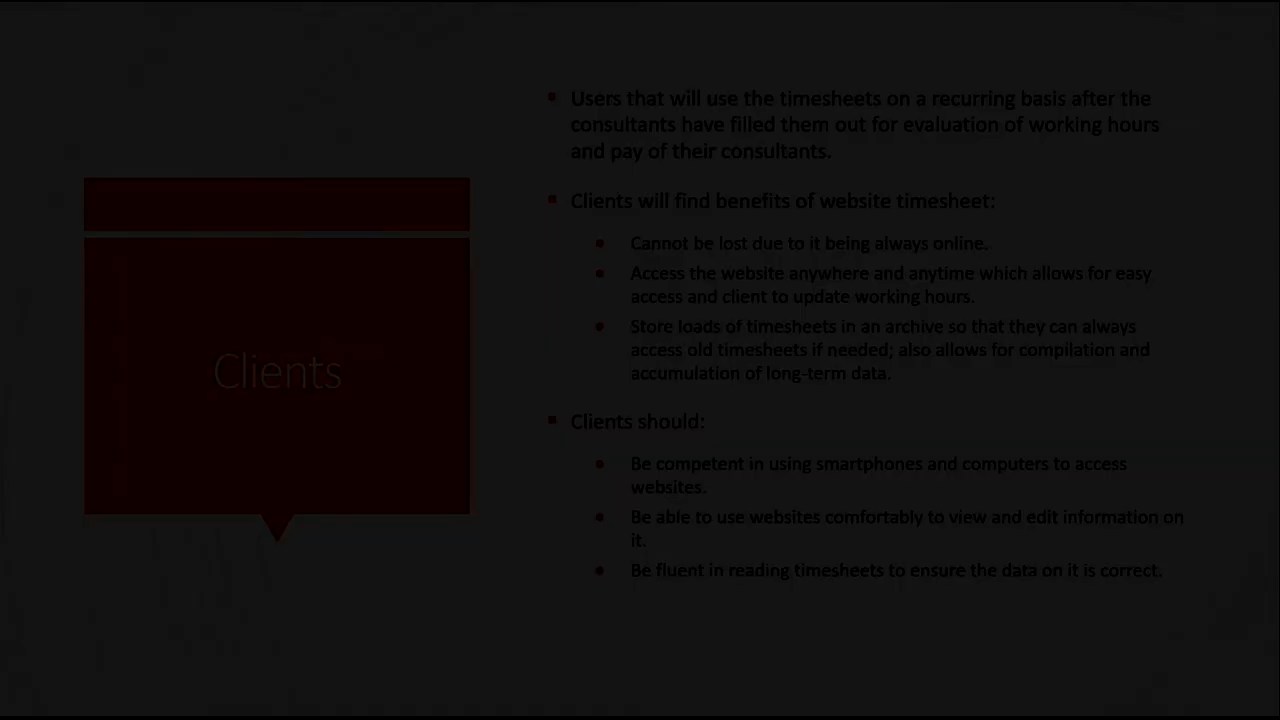 Clients
Users that will use the timesheets on a recurring basis after the
consultants have filled them out for evaluation of working hours
and pay of their consultants.
Clients will find benefits of website timesheet:
Cannot be lost due to it being always online.
Access the website anywhere and anytime which allows for easy
access and client to update working hours.
Store loads of timesheets in an archive so that they can always
access old timesheets if needed; also allows for compilation and
accumulation of long-term data.
Clients should:
Be competent in using smartphones and computers to access
websites.
Be able to use websites comfortably to view and edit information on
it.
Be fluent in reading timesheets to ensure the data on it is correct.